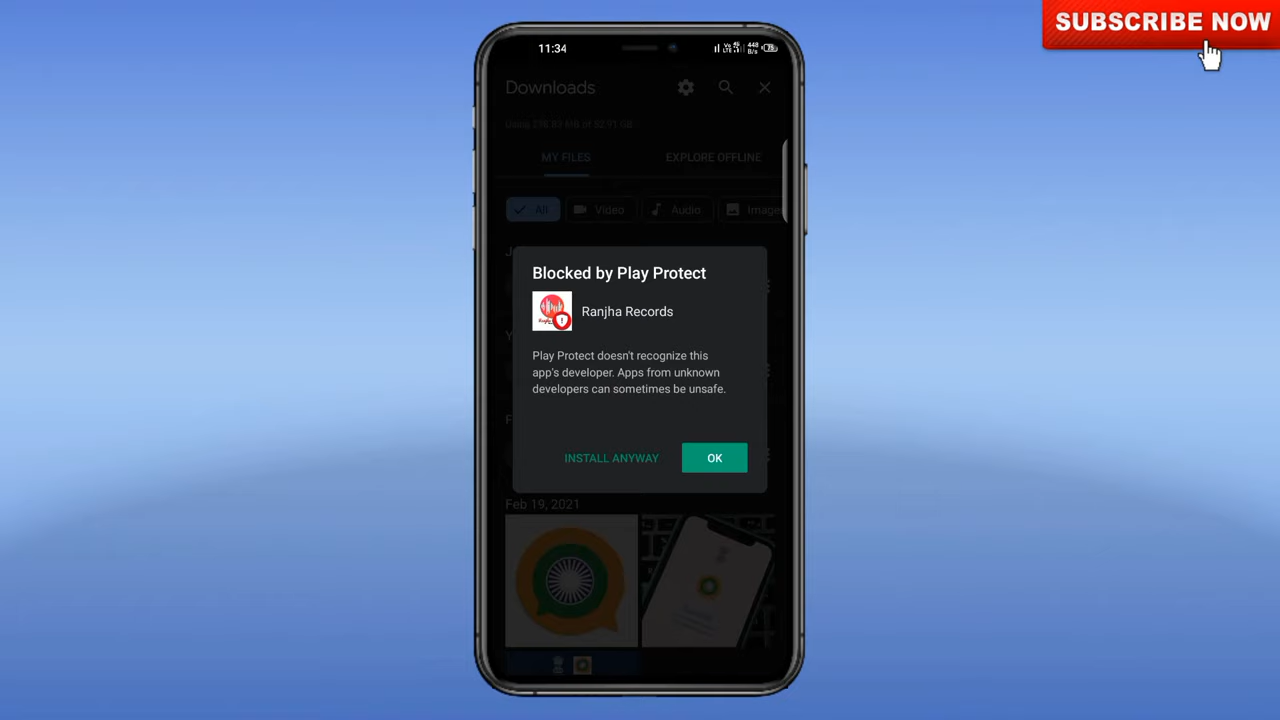 SUBSCRIBE NOW
11:34
Downloads
MY FILES
EXPLORE OFFLINE
All
Video
Audio
Images
Blocked by Play Protect
Ranjha Records
Play Protect doesn't recognize this
app's developer. Apps from unknown
developers can sometimes be unsafe.
INSTALL ANYWAY
OK
Feb 19, 2021